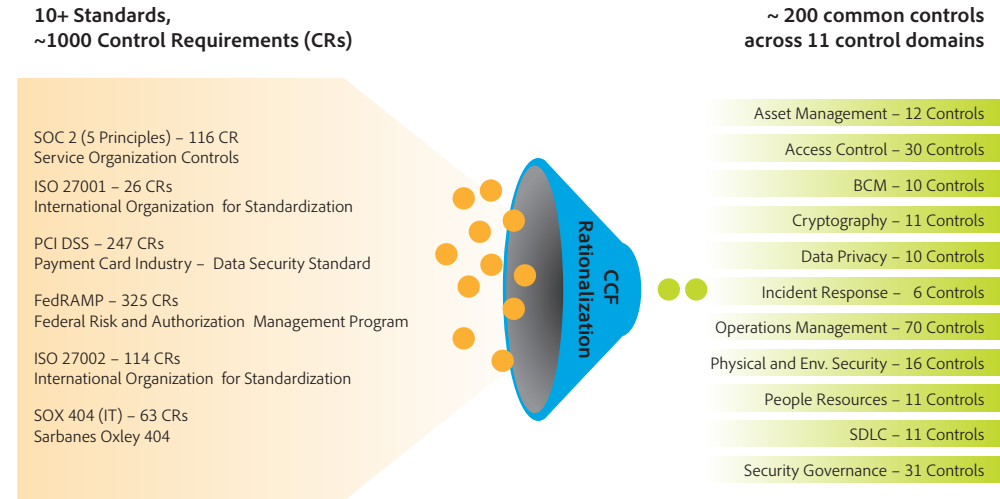 10+ Standards,
~1000 Control Requirements (CRs)
SOC 2 (5 Principles) – 116 CR
Service Organization Controls
ISO 27001 – 26 CRs
International Organization for Standardization
PCI DSS – 247 CRs
Payment Card Industry – Data Security Standard
FedRAMP – 325 CRs
Federal Risk and Authorization Management Program
ISO 27002 – 114 CRs
International Organization for Standardization
SOX 404 (IT) – 63 CRs
Sarbanes Oxley 404
CCF
Rationalization
~ 200 common controls
across 11 control domains
Asset Management – 12 Controls
Access Control – 30 Controls
BCM – 10 Controls
Cryptography – 11 Controls
Data Privacy – 10 Controls
Incident Response – 6 Controls
Operations Management – 70 Controls
Physical and Env. Security – 16 Controls
People Resources – 11 Controls
SDLC – 11 Controls
Security Governance – 31 Controls